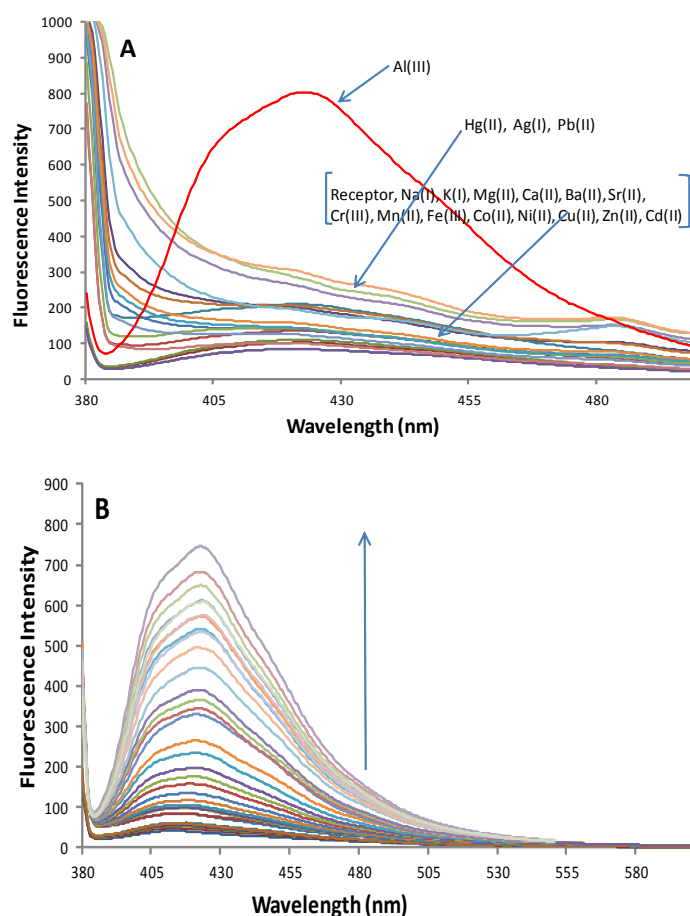 A
1000
900
800
700
600
500
400
300
200
100
0
Fluorescence Intensity
Al(III)
Hg(II), Ag(I), Pb(II)
Receptor, Na(I), K(I), Mg(II), Ca(II), Ba(II), Sr(II),
Cr(III), Mn(II), Fe(III), Co(II), Ni(II), Cu(II), Zn(II), Cd(II)
380 405 430 455 480
Wavelength (nm)
B
900
800
700
600
500
400
300
200
100
0
Fluorescence Intensity
380 405 430 455 480 505 530 555 580
Wavelength (nm)